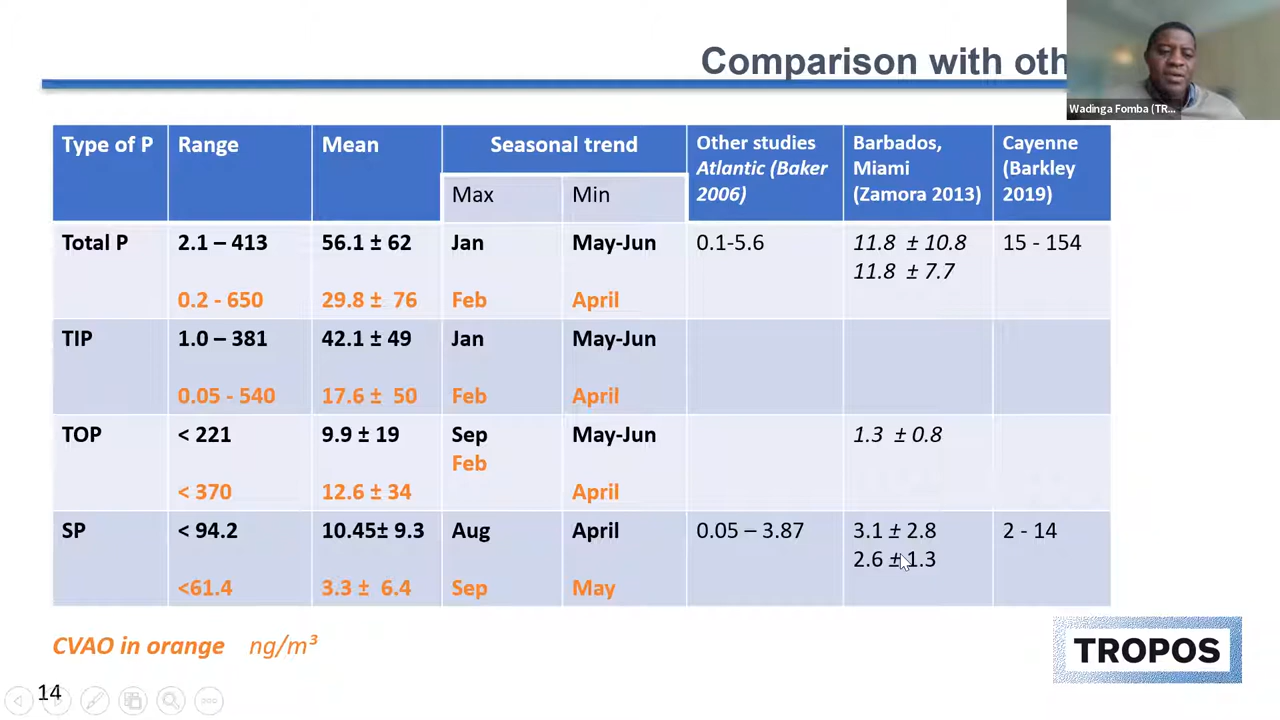 Comparison with oth
Wadinga Fomba (TR...
Type of P
Range
Mean
Seasonal trend
Max
Min
Other studies
Atlantic (Baker
2006)
Barbados,
Miami
(Zamora 2013)
Cayenne
(Barkley
2019)
Total P
2.1 – 413
56.1 ± 62
Jan
May-Jun
0.1-5.6
11.8 ± 10.8
11.8 ± 7.7
15 - 154
0.2 - 650
29.8 ± 76
Feb
April
TIP
1.0 – 381
42.1 ± 49
Jan
May-Jun
0.05 - 540
17.6 ± 50
Feb
April
TOP
< 221
9.9 ± 19
Sep
May-Jun
1.3 ± 0.8
Feb
< 370
12.6 ± 34
April
SP
< 94.2
10.45± 9.3
Aug
April
0.05 – 3.87
3.1 ± 2.8
2.6 ± 1.3
2 - 14
<61.4
3.3 ± 6.4
Sep
May
CVAO in orange ng/m³
TROPOS
14